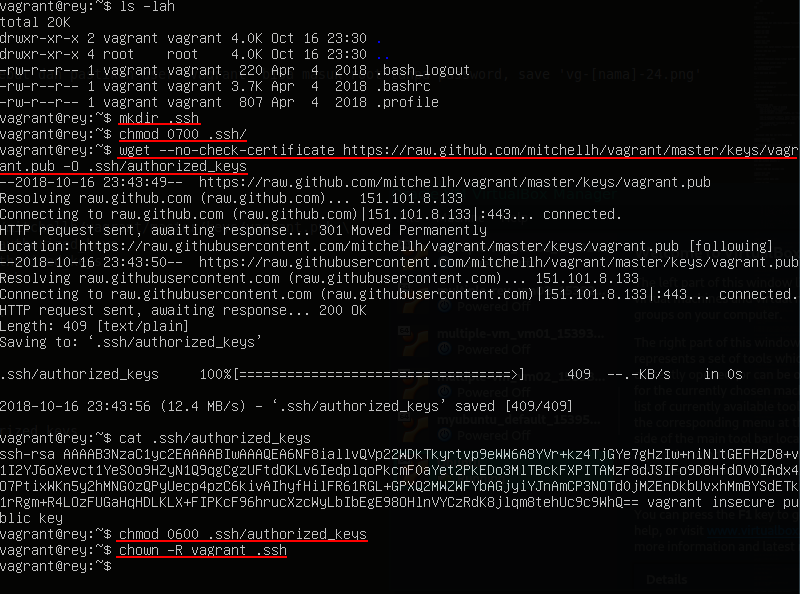 vagrant@rey:~$ ls -lah
total 20K
drwxr-xr-x 2 vagrant vagrant 4.0K Oct 16 23:30 .
drwxr-xr-x 4 root    root    4.0K Oct 16 23:30 ..
-rw-r--r-- 1 vagrant vagrant  220 Apr  4  2018 .bash_logout
-rw-r--r-- 1 vagrant vagrant 3.7K Apr  4  2018 .bashrc
-rw-r--r-- 1 vagrant vagrant  807 Apr  4  2018 .profile
vagrant@rey:~$ mkdir .ssh
vagrant@rey:~$ chmod 0700 .ssh/
vagrant@rey:~$ wget --no-check-certificate https://raw.github.com/mitchellh/vagrant/master/keys/vagr
ant.pub -O .ssh/authorized_keys
--2018-10-16 23:43:49--  https://raw.github.com/mitchellh/vagrant/master/keys/vagrant.pub
Resolving raw.github.com (raw.github.com)... 151.101.8.133
Connecting to raw.github.com (raw.github.com)|151.101.8.133|:443... connected.
HTTP request sent, awaiting response... 301 Moved Permanently
Location: https://raw.githubusercontent.com/mitchellh/vagrant/master/keys/vagrant.pub [following]
--2018-10-16 23:43:50--  https://raw.githubusercontent.com/mitchellh/vagrant/master/keys/vagrant.pub
Resolving raw.githubusercontent.com (raw.githubusercontent.com)... 151.101.8.133
Connecting to raw.githubusercontent.com (raw.githubusercontent.com)|151.101.8.133|:443... connected.
HTTP request sent, awaiting response... 200 OK
Length: 409 [text/plain]
Saving to: ‘.ssh/authorized_keys’
.ssh/authorized_keys     100%[===================================>]     409  --.-KB/s    in 0s
2018-10-16 23:43:56 (12.4 MB/s) - ‘.ssh/authorized_keys’ saved [409/409]
vagrant@rey:~$ cat .ssh/authorized_keys
ssh-rsa AAAAB3NzaC1yc2EAAAABIwAAAQEA6NF8iallvQVp22WDkTkyrtvp9eWW6A8YVr+kz4TjGYe7gHzIw+niNltGEFHzD8+v
1I2YJ6oXevct1YeS0o9HZyN1Q9qgCgzUFtdOKLv6IedplqoPkcmF0aYet2PkEDo3MlTBckFXPITAMzF8dJSIFo9D8HfdOV0IAdx4
O7PtixWKn5y2hMNG0zQPyUecp4pzC6kivAIhyfHilFR61RGL+GPXQ2MWZWFYbAGjyiYJnAmCP3NOTd0jMZEnDkbUvxhMmBYSdETk
1rRgm+R4LOzFUGaHqHDLKLX+FIPKcF96hrucXzcWyLbIbEgE98OHlnVYCzRdK8jlqm8tehUc9c9WhQ== vagrant insecure pu
blic key
vagrant@rey:~$ chmod 0600 .ssh/authorized_keys
vagrant@rey:~$ chown -R vagrant .ssh
vagrant@rey:~$